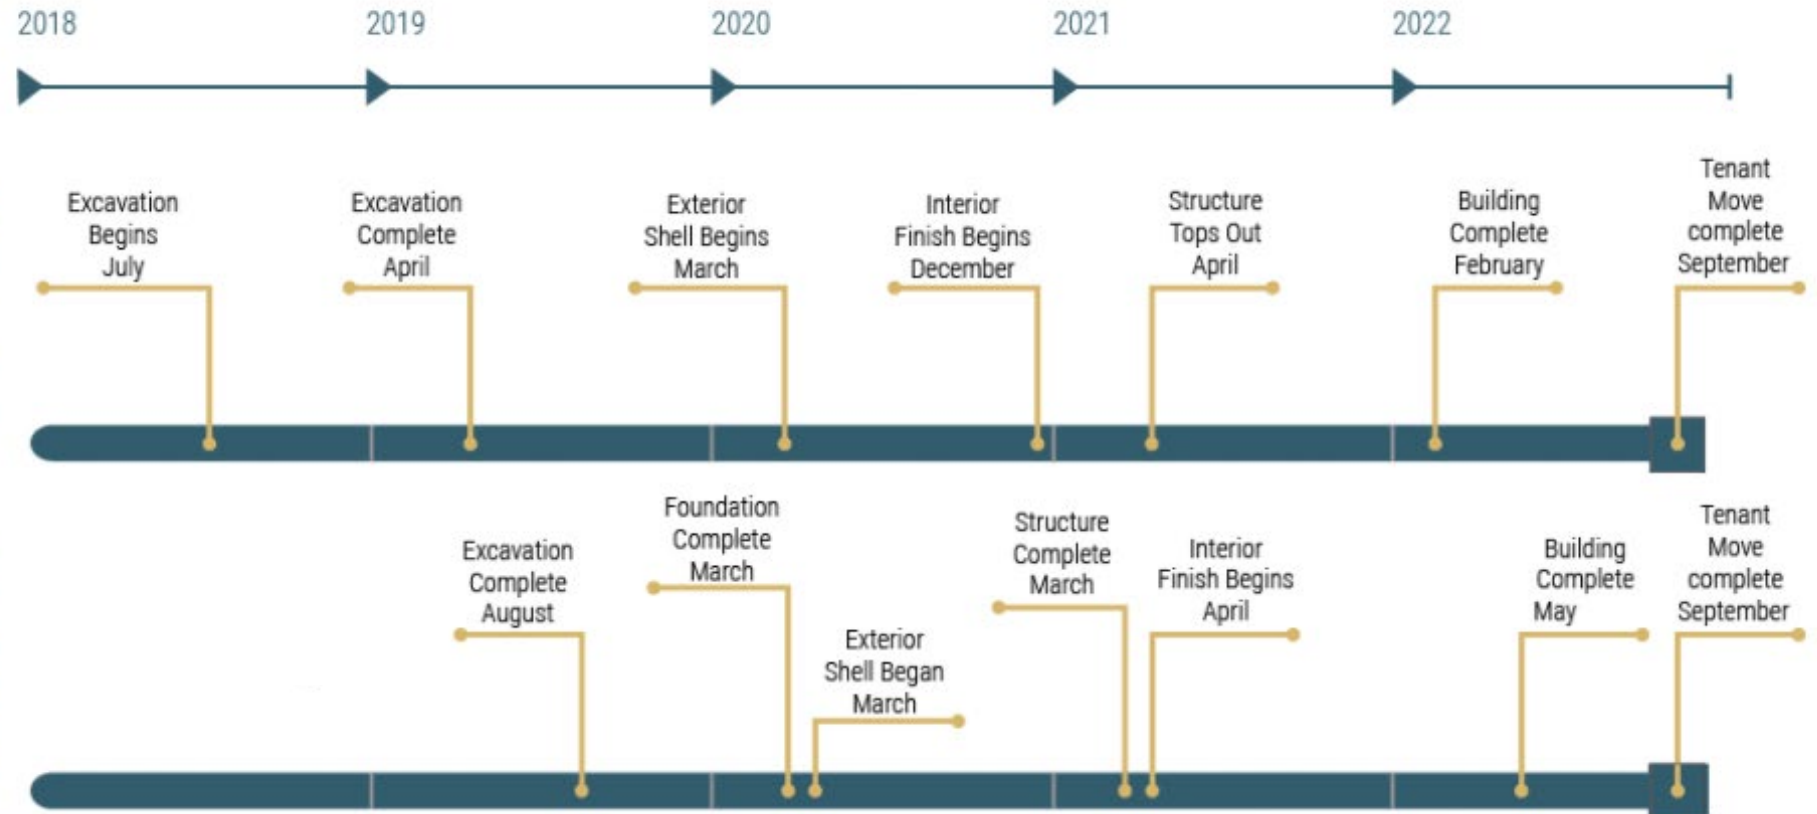 2018
2019
2020
2021
2022
Excavation
Begins
July
Excavation
Complete
April
Exterior
Shell Begins
March
Interior
Finish Begins
December
Structure
Tops Out
April
Building
Complete
February
Tenant
Move
complete
September
Excavation
Complete
August
Foundation
Complete
March
Exterior
Shell Began
March
Structure
Complete
March
Interior
Finish Begins
April
Building
Complete
May
Tenant
Move
complete
September